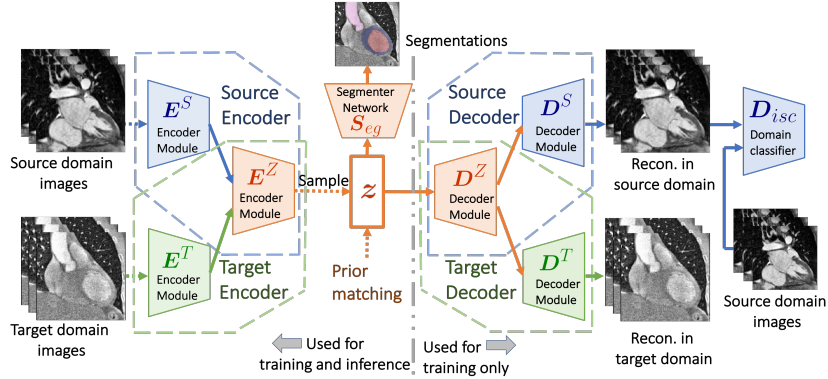 Segmentations
Source domain
images
E^S
Encoder
Module
Source
Encoder
Segmenter
Network
S_eg
Source
Decoder
D^S
Decoder
Module
Recon. in
source domain
D_isc
Domain
classifier
E^Z
Encoder
Module
Sample
z
D^Z
Decoder
Module
Target domain
images
E^T
Encoder
Module
Target
Encoder
Prior
matching
Target
Decoder
D^T
Decoder
Module
Recon. in
target domain
Source domain
images
Used for
training and inference
Used for
training only